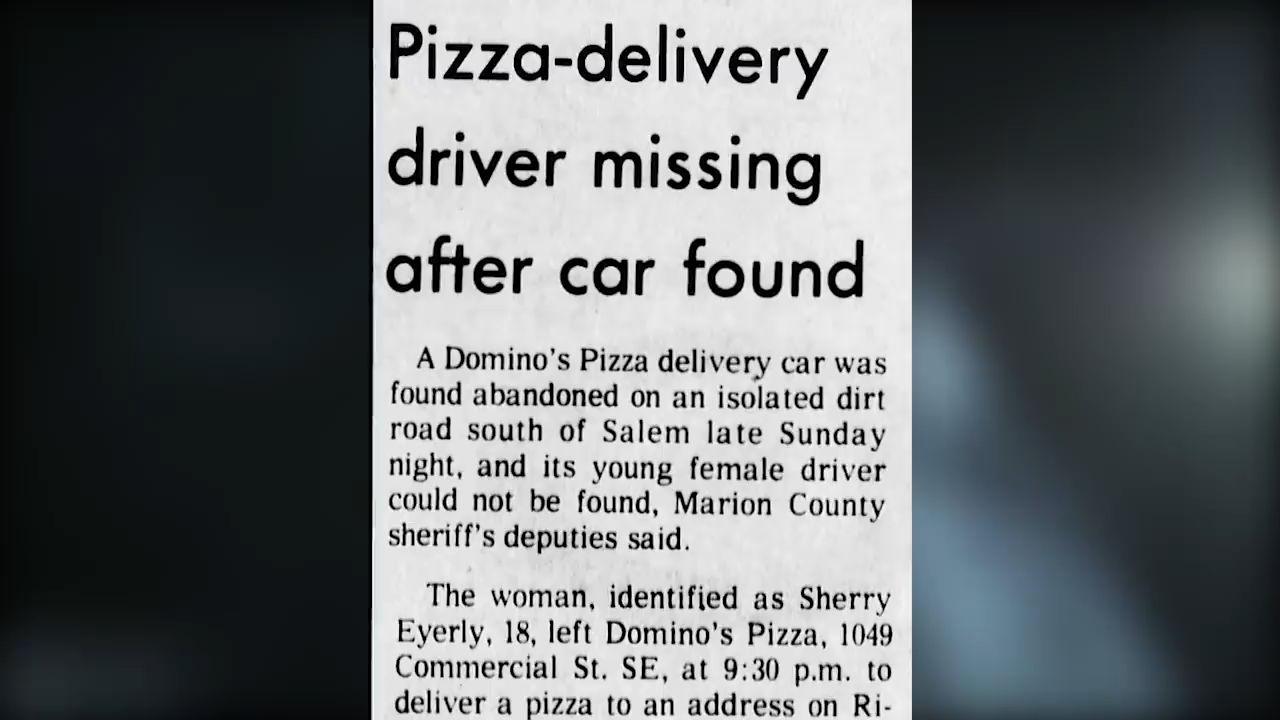 Pizza-delivery
driver missing
after car found
A Domino's Pizza delivery car was
found abandoned on an isolated dirt
road south of Salem late Sunday
night, and its young female driver
could not be found, Marion County
sheriff's deputies said.
The woman, identified as Sherry
Eyerly, 18, left Domino's Pizza, 1049
Commercial St. SE, at 9:30 p.m. to
deliver a pizza to an address on Ri-